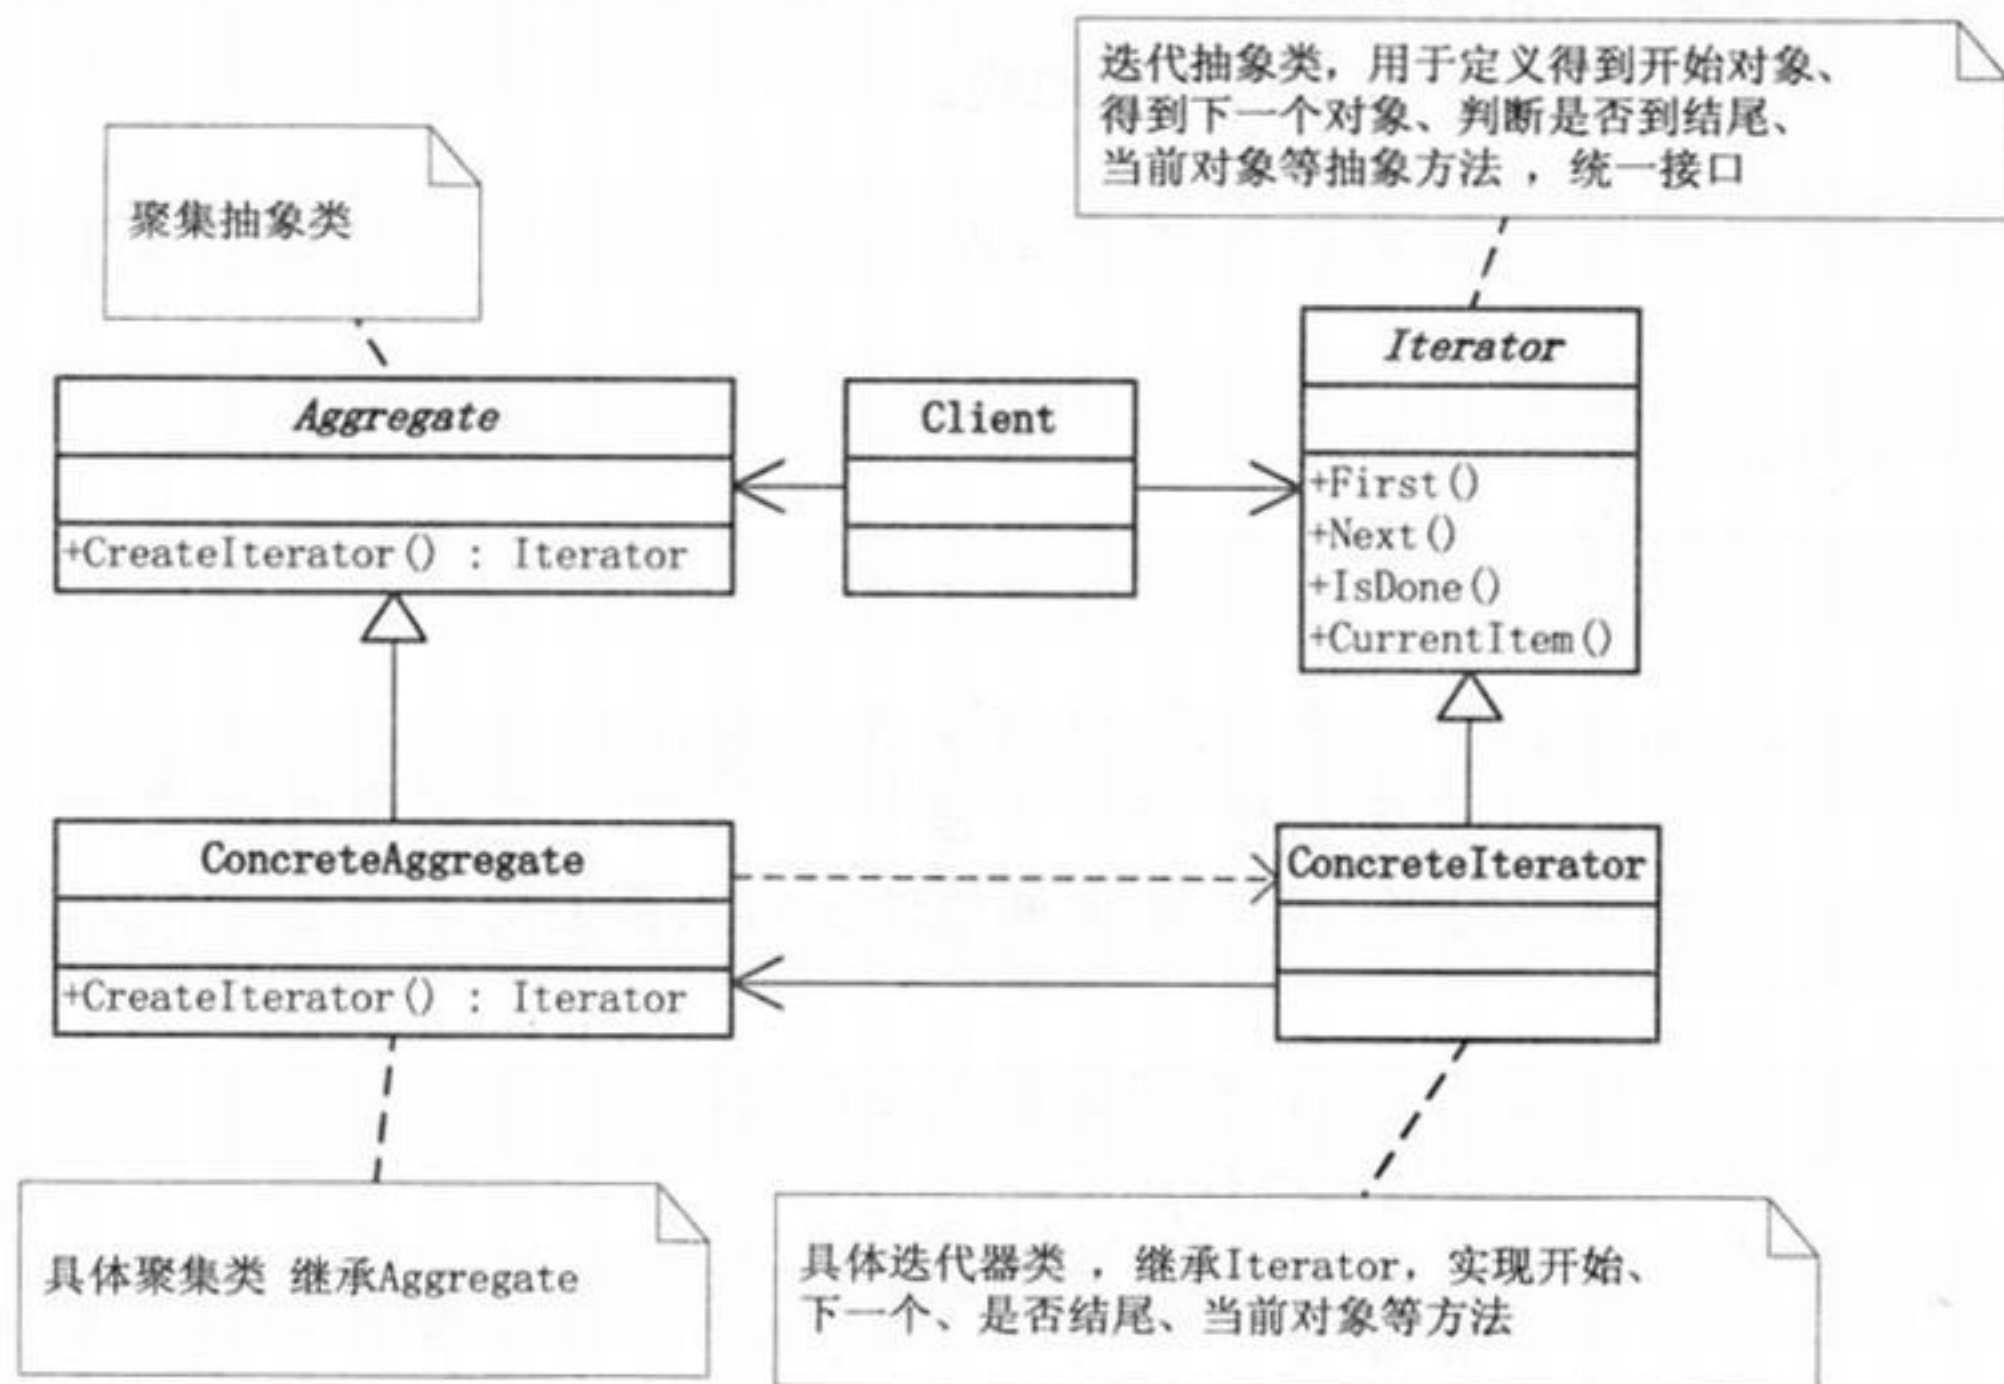 迭代抽象类，用于定义得到开始对象、
得到下一个对象、判断是否到结尾、
当前对象等抽象方法 ，统一接口
聚集抽象类
Iterator
+First()
+Next()
+IsDone()
+CurrentItem()
Aggregate
+CreateIterator() : Iterator
Client
ConcreteAggregate
+CreateIterator() : Iterator
ConcreteIterator
具体聚集类 继承Aggregate
具体迭代器类 ，继承Iterator，实现开始、
下一个、是否结尾、当前对象等方法